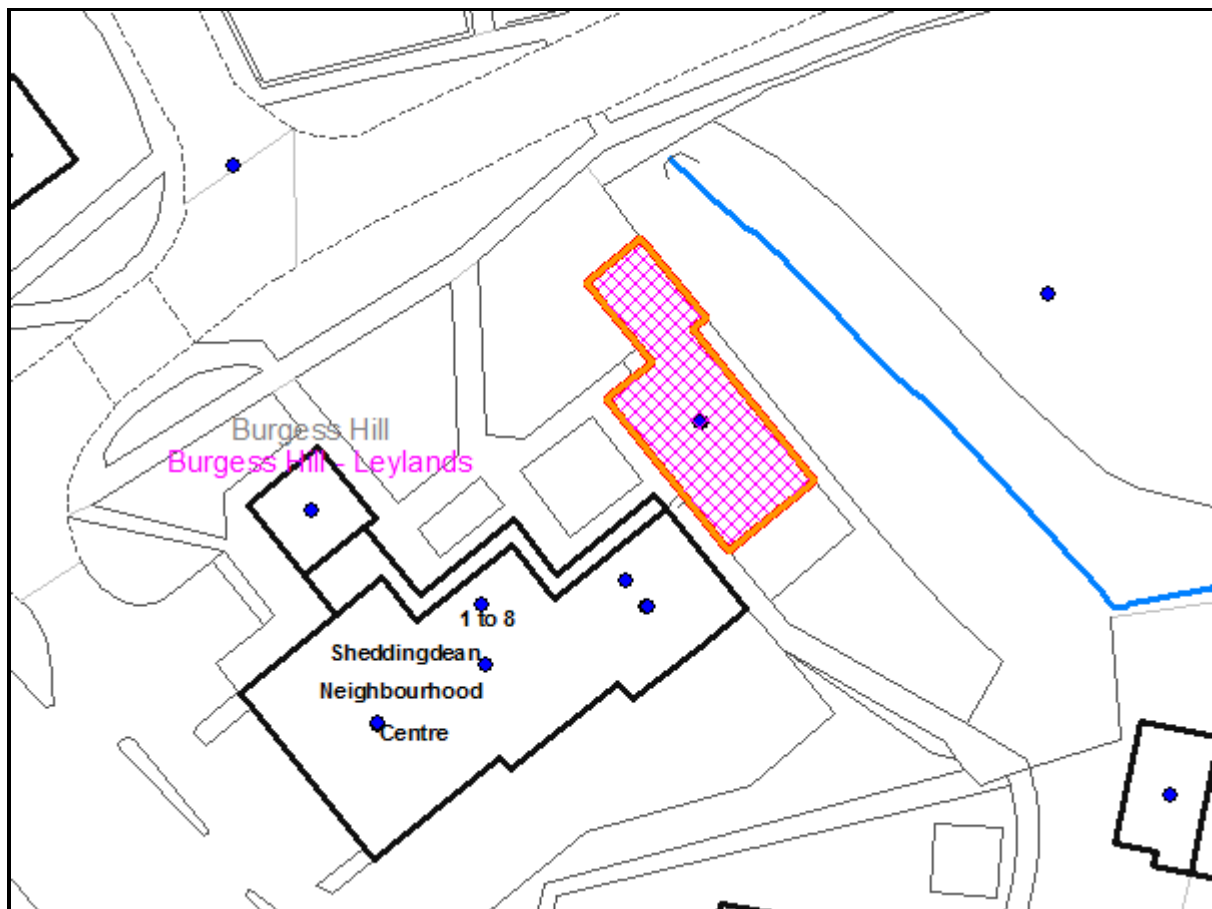 Burgess Hill
Burgess Hill - Leylands
1 to 8
Sheddingdean
Neighbourhood
Centre